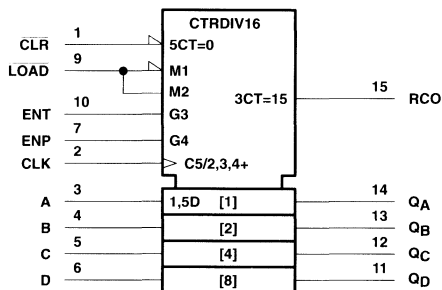 CTRDIV16
CLR 1 5CT=0
LOAD 9 M1
M2
3CT=15 15 RCO
ENT 10 G3
ENP 7 G4
CLK 2 C5/2,3,4+
A 3 1,5D [1] 14 QA
B 4 [2] 13 QB
C 5 [4] 12 QC
D 6 [8] 11 QD